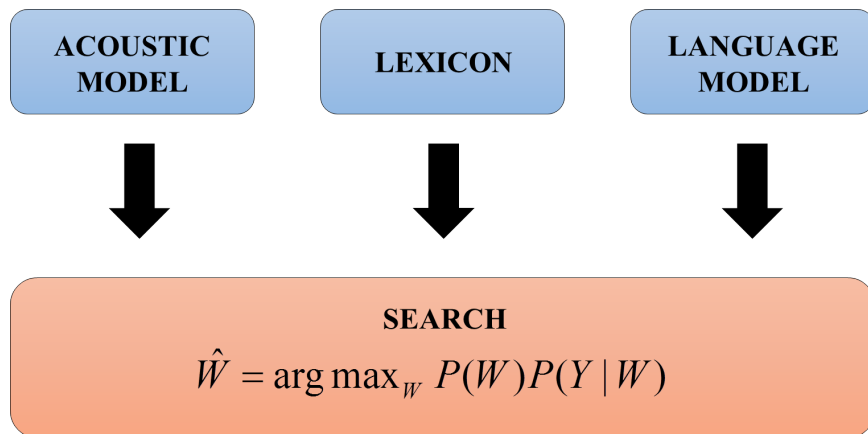 ACOUSTIC
MODEL
LEXICON
LANGUAGE
MODEL
SEARCH
Ŵ = arg max_W P(W)P(Y | W)